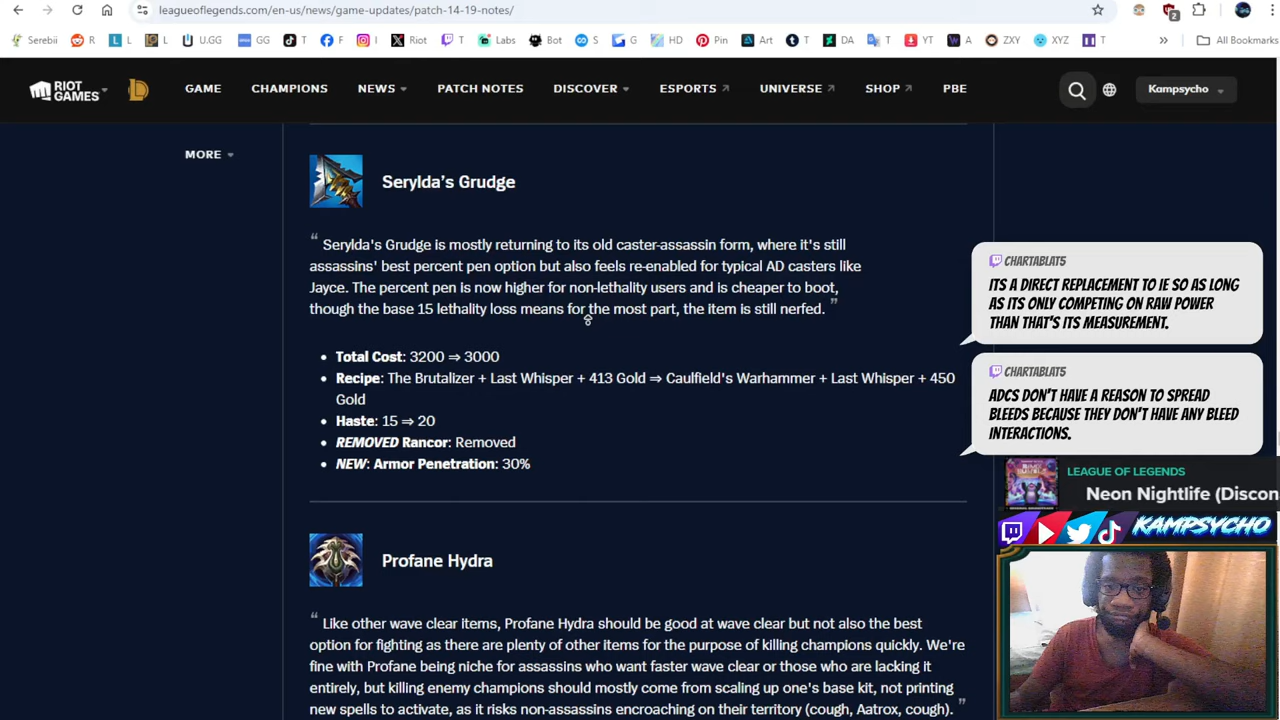 leagueoflegends.com/en-us/news/game-updates/patch-14-19-notes/
2
Serebii R L L U.GG GG T F I Riot T Labs Bot S G HD Pin Art T DA T YT A ZXY XYZ T » All Bookmarks
RIOT GAMES GAME CHAMPIONS NEWS PATCH NOTES DISCOVER ESPORTS UNIVERSE SHOP PBE Kampsycho
MORE
Serylda's Grudge
“ Serylda's Grudge is mostly returning to its old caster-assassin form, where it's still
assassins' best percent pen option but also feels re-enabled for typical AD casters like
Jayce. The percent pen is now higher for non-lethality users and is cheaper to boot,
though the base 15 lethality loss means for the most part, the item is still nerfed. ”
• Total Cost: 3200 ⇒ 3000
• Recipe: The Brutalizer + Last Whisper + 413 Gold ⇒ Caulfield's Warhammer + Last Whisper + 450
Gold
• Haste: 15 ⇒ 20
• REMOVED Rancor: Removed
• NEW: Armor Penetration: 30%
Profane Hydra
“ Like other wave clear items, Profane Hydra should be good at wave clear but not also the best
option for fighting as there are plenty of other items for the purpose of killing champions quickly. We're
fine with Profane being niche for assassins who want faster wave clear or those who are lacking it
entirely, but killing enemy champions should mostly come from scaling up one's base kit, not printing
new spells to activate, as it risks non-assassins encroaching on their territory (cough, Aatrox, cough). ”
CHARTABLAT5
ITS A DIRECT REPLACEMENT TO IE SO AS LONG
AS ITS ONLY COMPETING ON RAW POWER
THAN THAT'S ITS MEASUREMENT.
CHARTABLAT5
ADCS DON'T HAVE A REASON TO SPREAD
BLEEDS BECAUSE THEY DON'T HAVE ANY BLEED
INTERACTIONS.
LEAGUE OF LEGENDS
Neon Nightlife (Discon
KAMPSYCHO